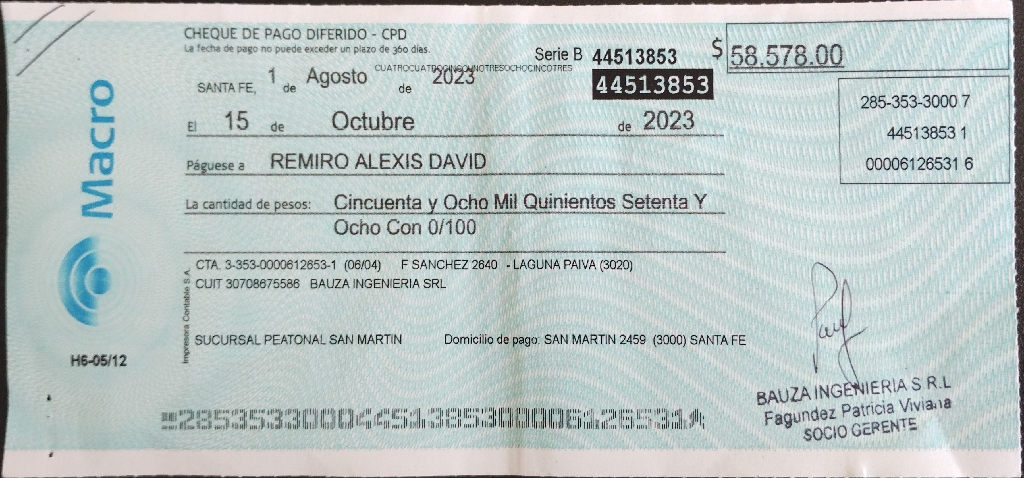 CHEQUE DE PAGO DIFERIDO - CPD
La fecha de pago no puede exceder un plazo de 360 días.
Serie B 44513853
$ 58.578.00
CUATROCUATROCINCOUNOTRESOCHOCINCOTRES
SANTA FE, 1 de Agosto de 2023
44513853
285-353-3000 7
44513853 1
00006126531 6
El 15 de Octubre de 2023
Páguese a REMIRO ALEXIS DAVID
La cantidad de pesos: Cincuenta y Ocho Mil Quinientos Setenta Y
Ocho Con 0/100
CTA. 3-353-0000612653-1 (06/04) F SANCHEZ 2640 - LAGUNA PAIVA (3020)
CUIT 30708675586 BAUZA INGENIERIA SRL
SUCURSAL PEATONAL SAN MARTIN Domicilio de pago: SAN MARTIN 2459 (3000) SANTA FE
Impresora Contable S.A.
Macro
H6-05/12
BAUZA INGENIERIA S.R.L
Fagundez Patricia Viviana
SOCIO GERENTE
28535330004451385300006126531